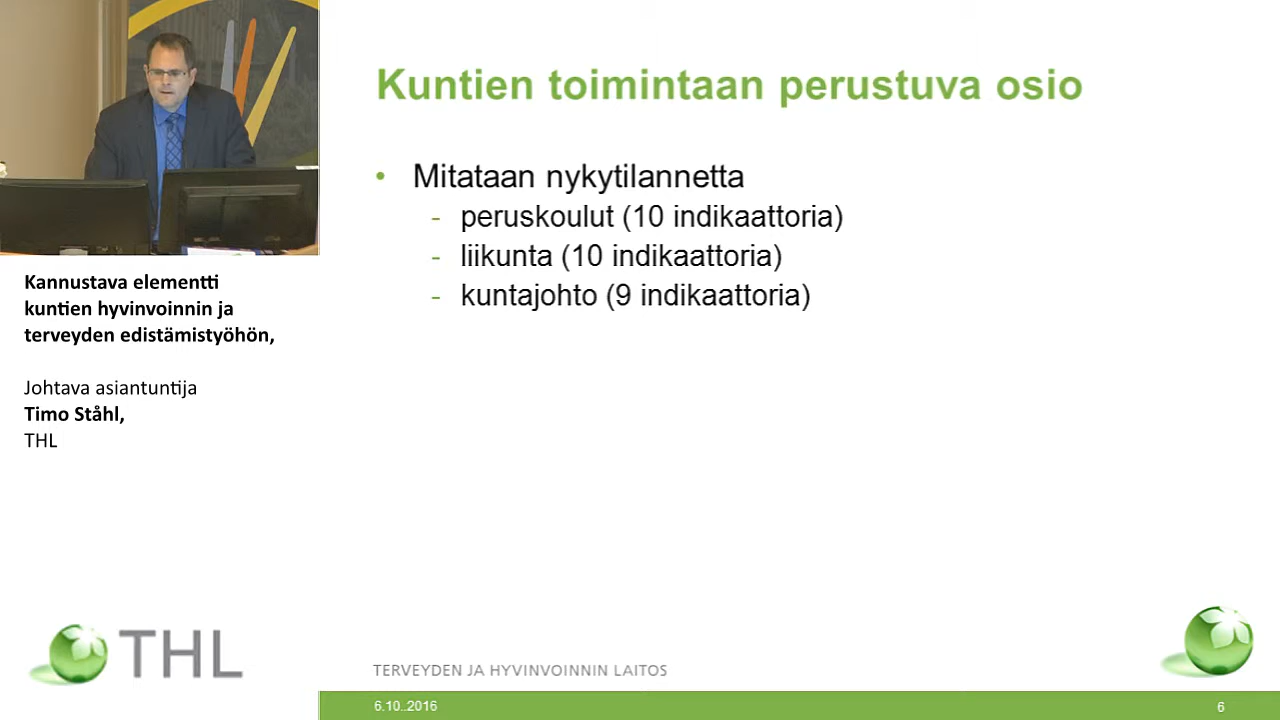 Kuntien toimintaan perustuva osio
• Mitataan nykytilannetta
- peruskoulut (10 indikaattoria)
- liikunta (10 indikaattoria)
- kuntajohto (9 indikaattoria)
Kannustava elementti
kuntien hyvinvoinnin ja
terveyden edistämistyöhön,
Johtava asiantuntija
Timo Ståhl,
THL
THL
TERVEYDEN JA HYVINVOINNIN LAITOS
6.10..2016
6